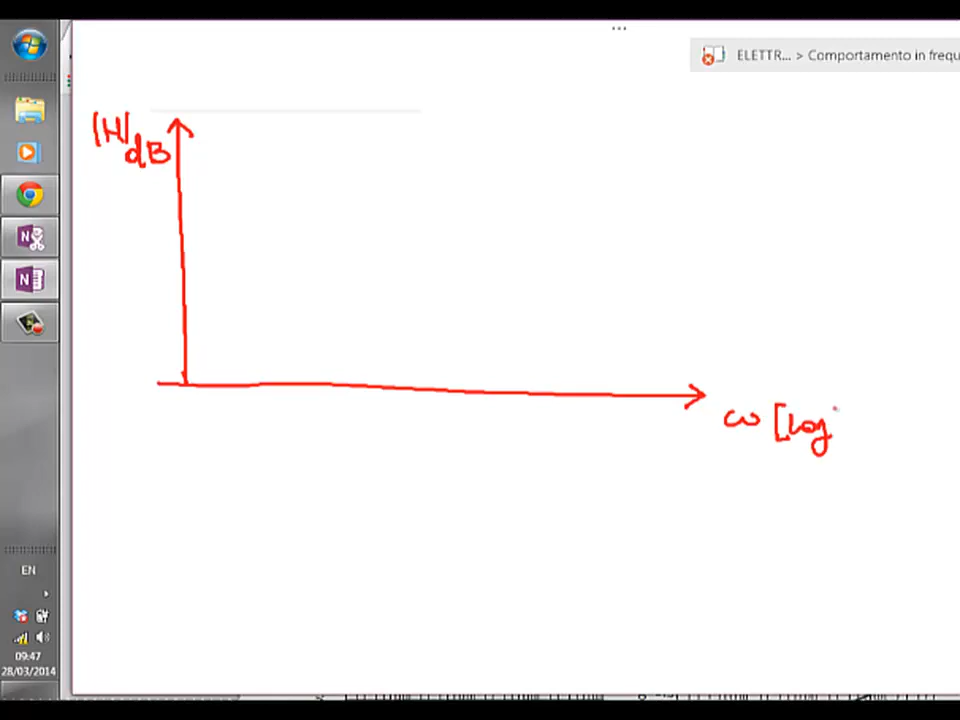 ...
ELETTR... > Comportamento in frequ
|H|dB
ω [log
EN
09:47
28/03/2014